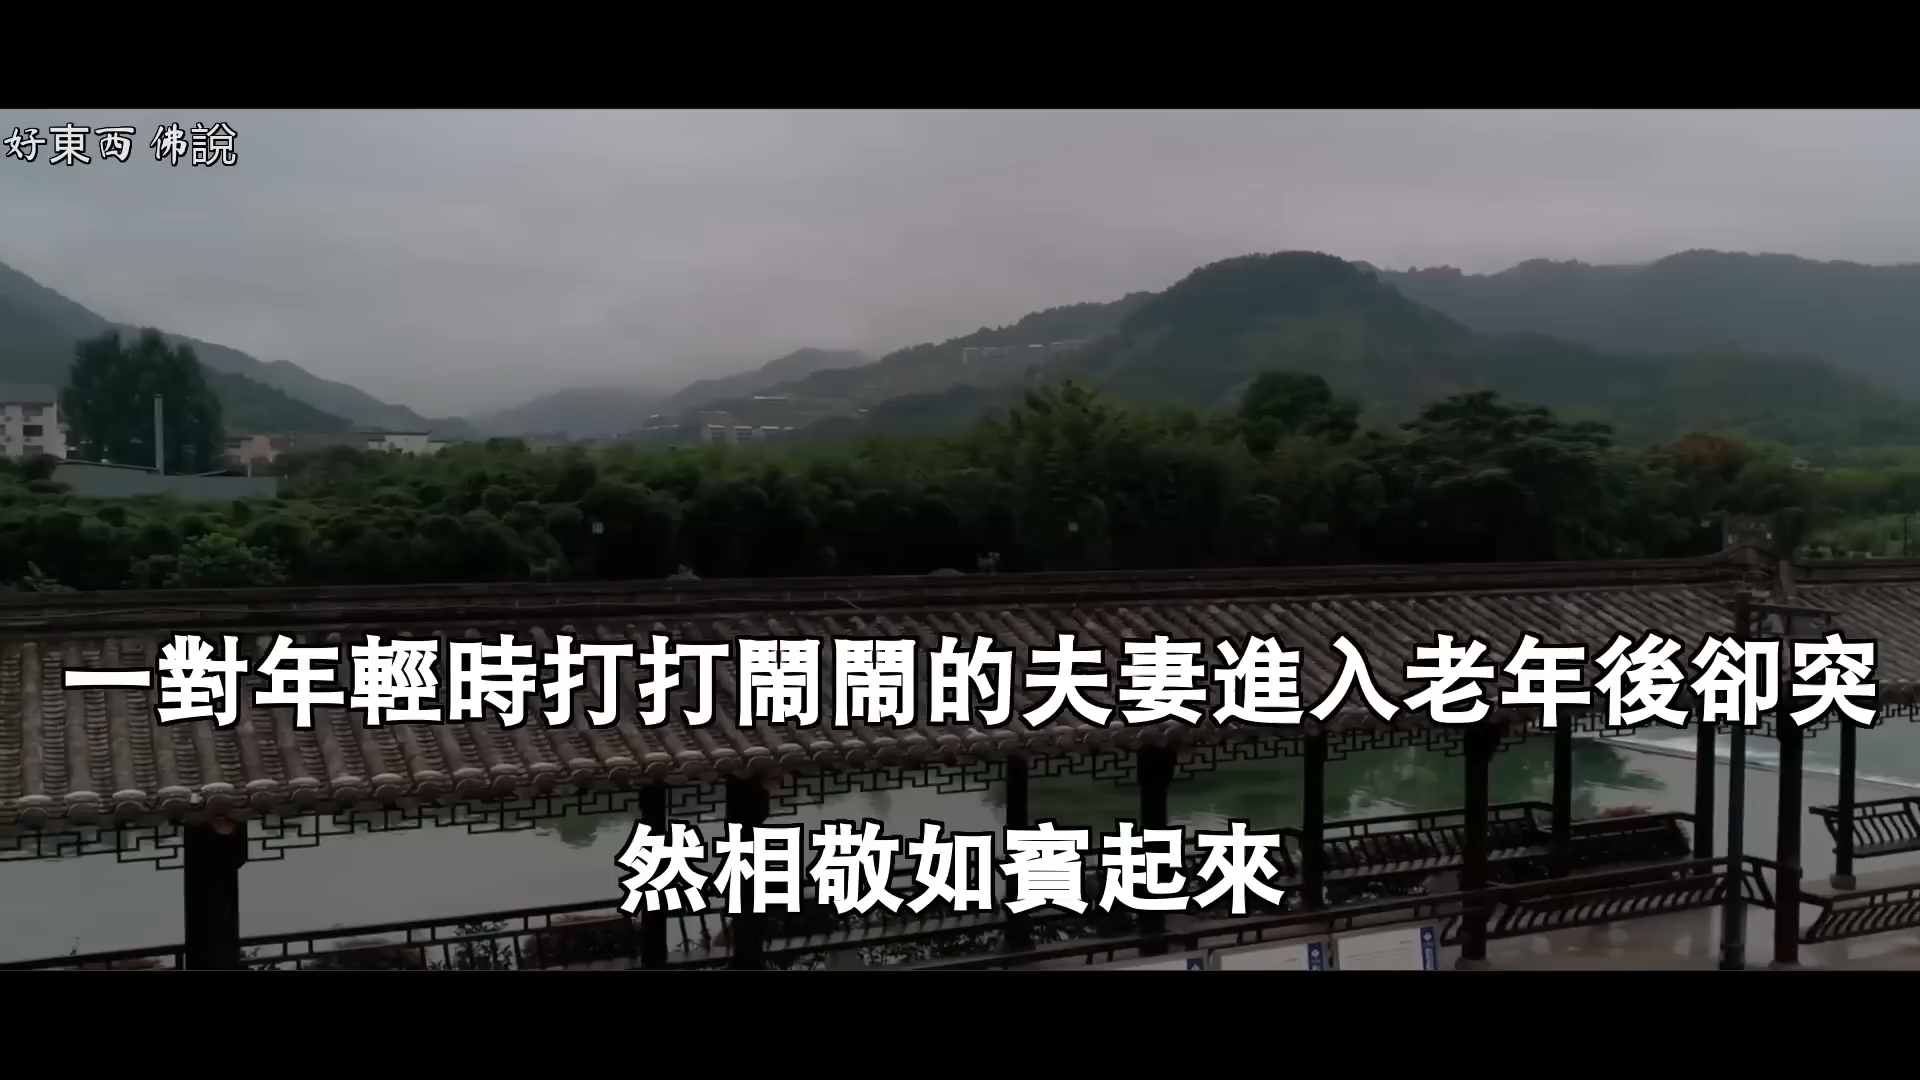 好東西 佛說
一對年輕時打打鬧鬧的夫妻進入老年後卻突
然相敬如賓起來